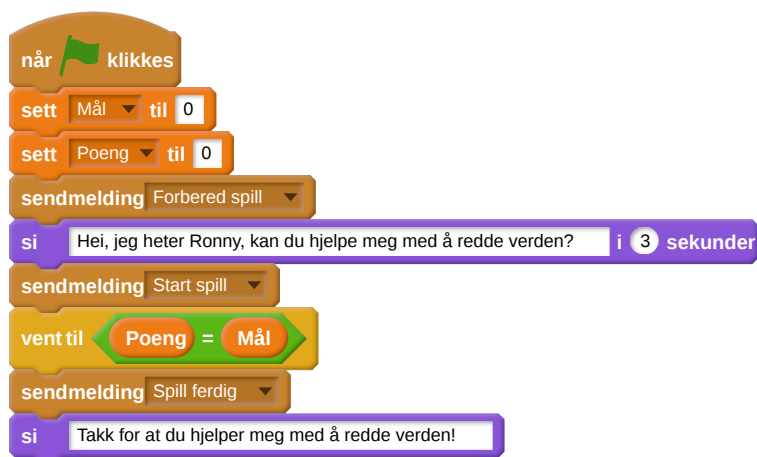 når klikkes
sett Mål til 0
sett Poeng til 0
sendmelding Forbered spill
si Hei, jeg heter Ronny, kan du hjelpe meg med å redde verden? i 3 sekunder
sendmelding Start spill
vent til Poeng = Mål
sendmelding Spill ferdig
si Takk for at du hjelper meg med å redde verden!